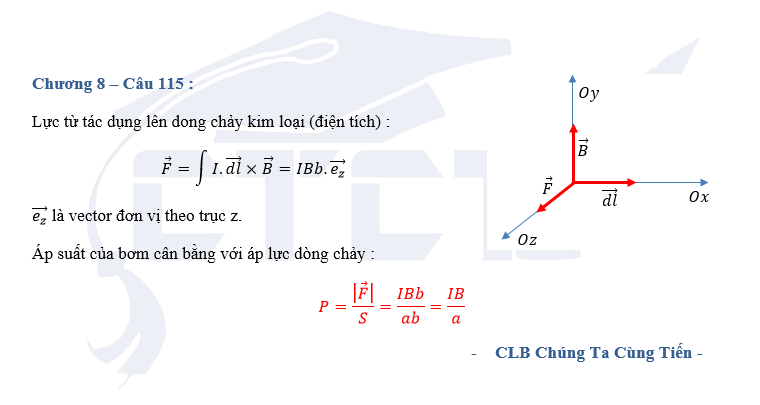 Chương 8 – Câu 115 :
Lực từ tác dụng lên dong chảy kim loại (điện tích) :
$\vec{F} = \int I.\vec{dl} \times \vec{B} = IBb.\vec{e_z}$
$\vec{e_z}$ là vector đơn vị theo trục z.
Áp suất của bơm cân bằng với áp lực dòng chảy :
$P = \frac{|\vec{F}|}{S} = \frac{IBb}{ab} = \frac{IB}{a}$
- CLB Chúng Ta Cùng Tiến -
Oy
$\vec{B}$
$\vec{F}$
$\vec{dl}$
Ox
Oz
CTCT